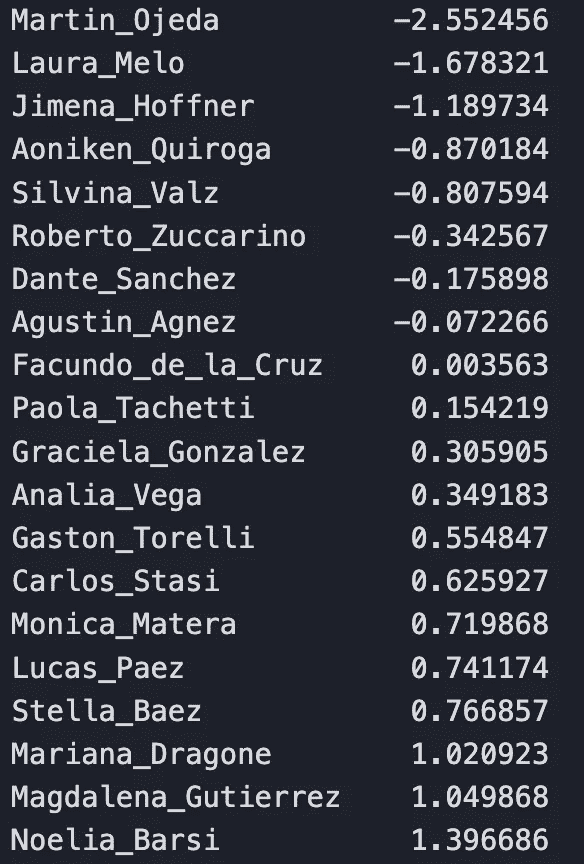 Martin_Ojeda −2.552456
Laura_Melo −1.678321
Jimena_Hoffner −1.189734
Aoniken_Quiroga −0.870184
Silvina_Valz −0.807594
Roberto_Zuccarino −0.342567
Dante_Sanchez −0.175898
Agustin_Agnez −0.072266
Facundo_de_la_Cruz 0.003563
Paola_Tachetti 0.154219
Graciela_Gonzalez 0.305905
Analia_Vega 0.349183
Gaston_Torelli 0.554847
Carlos_Stasi 0.625927
Monica_Matera 0.719868
Lucas_Paez 0.741174
Stella_Baez 0.766857
Mariana_Dragone 1.020923
Magdalena_Gutierrez 1.049868
Noelia_Barsi 1.396686